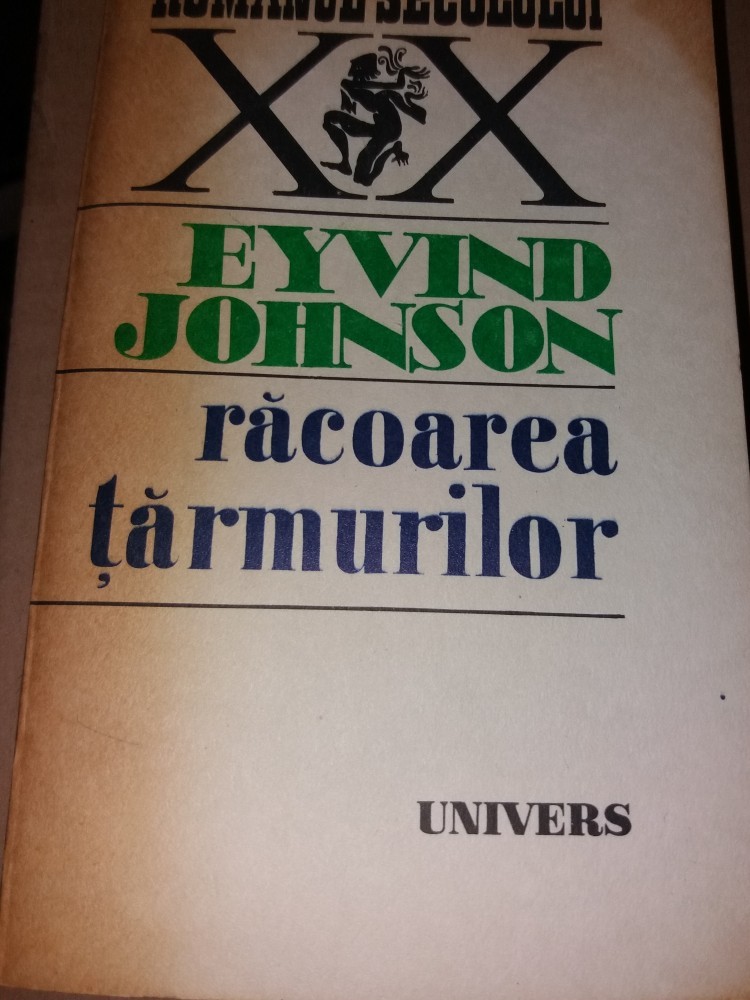 ROMANUL SECOLULUI
XX
EYVIND
JOHNSON
răcoarea
țărmurilor
UNIVERS